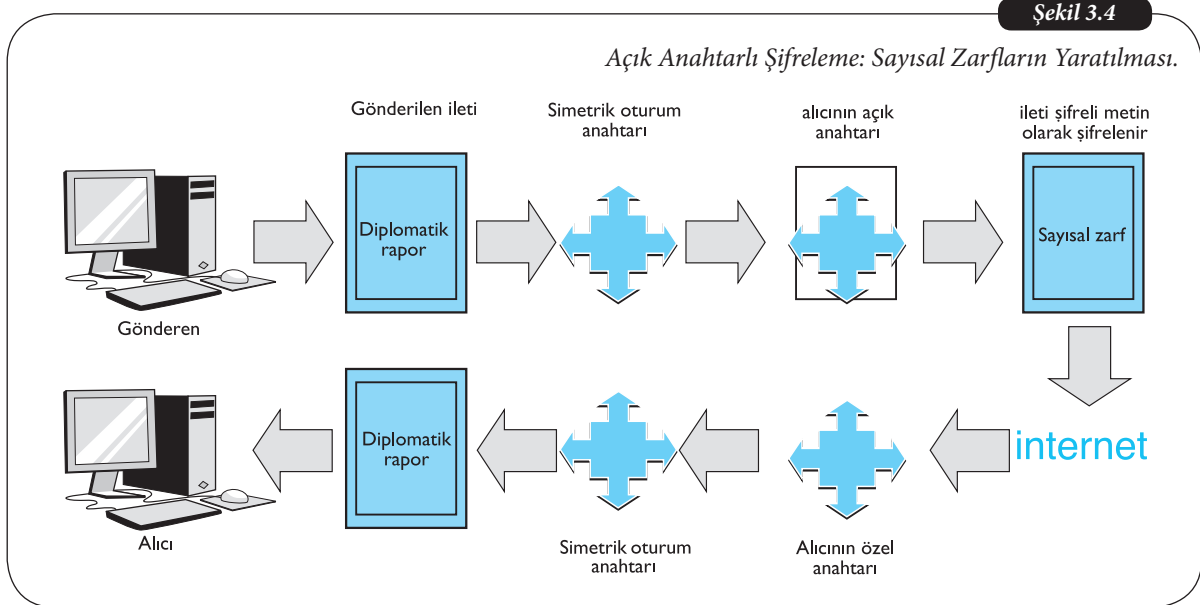 Şekil 3.4
Açık Anahtarlı Şifreleme: Sayısal Zarfların Yaratılması.
Gönderilen ileti
Simetrik oturum
anahtarı
alıcının açık
anahtarı
ileti şifreli metin
olarak şifrelenir
Diplomatik
rapor
Sayısal zarf
Gönderen
internet
Diplomatik
rapor
Alıcı
Simetrik oturum
anahtarı
Alıcının özel
anahtarı